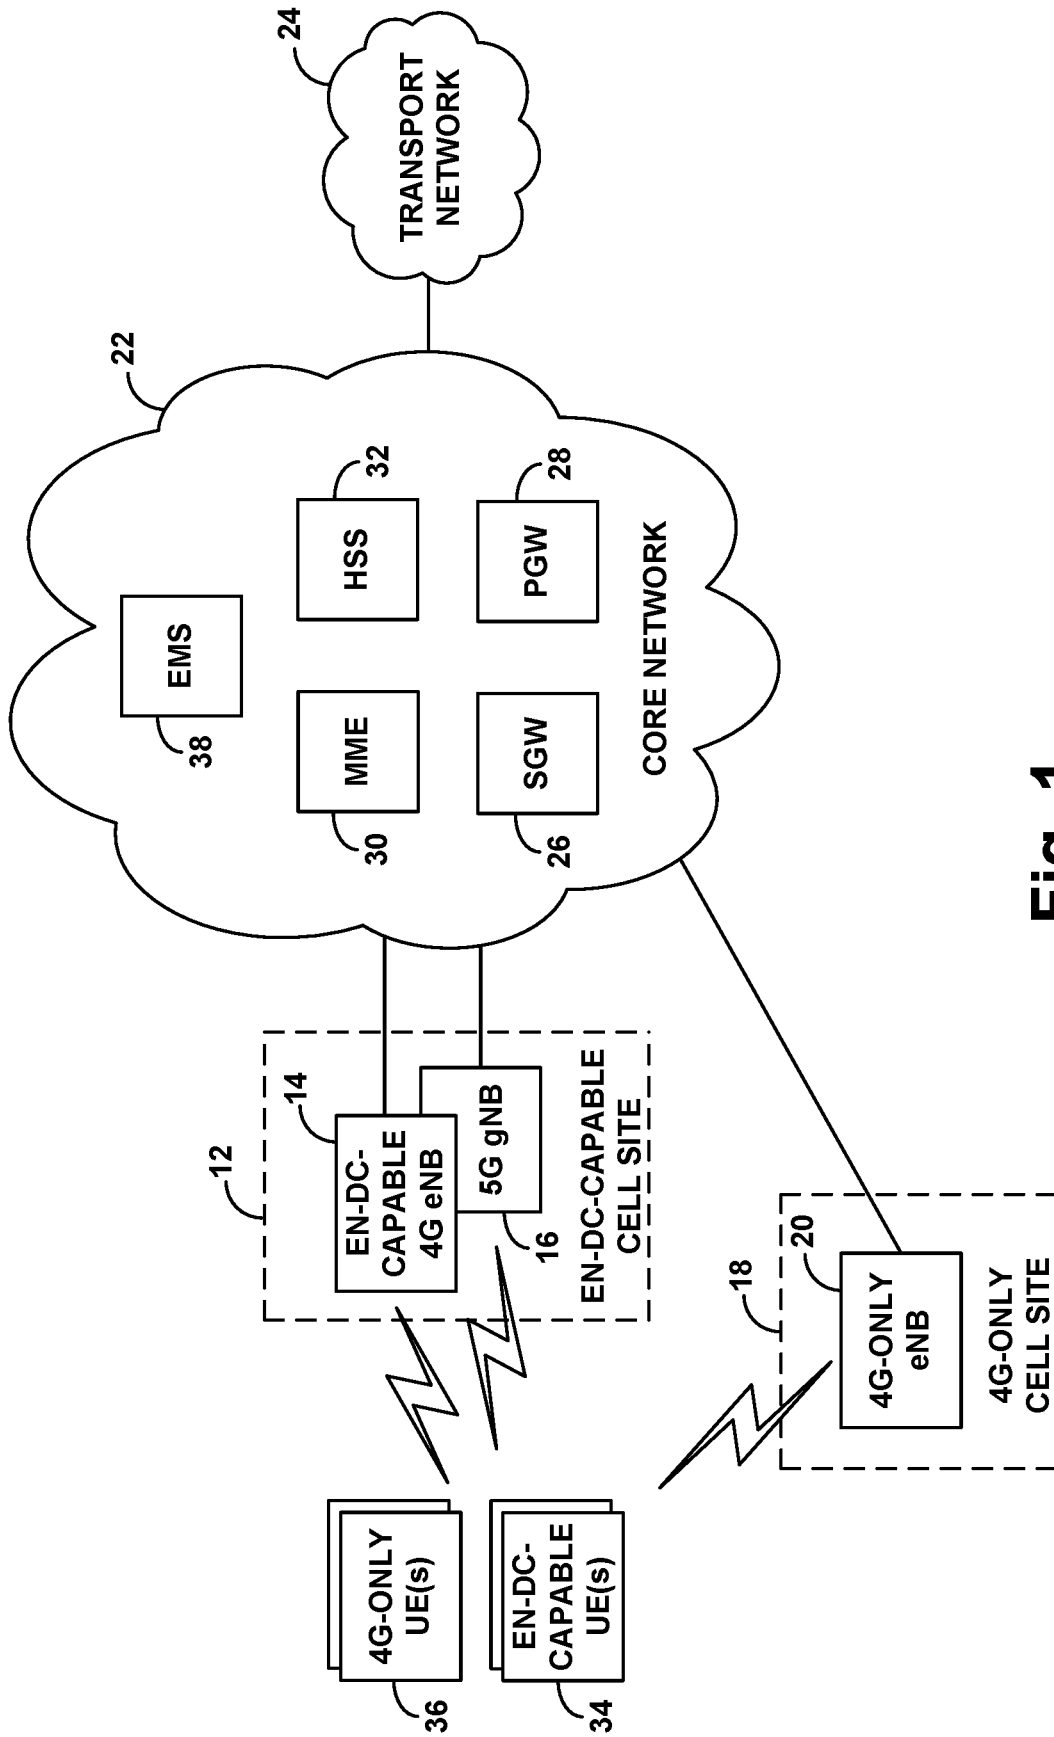 24
TRANSPORT
NETWORK
22
EMS
38
HSS
32
MME
30
PGW
28
SGW
26
CORE NETWORK
12
14
EN-DC-
CAPABLE
4G eNB
5G gNB
16
EN-DC-CAPABLE
CELL SITE
18
20
4G-ONLY
eNB
4G-ONLY
CELL SITE
4G-ONLY
UE(s)
36
EN-DC-
CAPABLE
UE(s)
34
Fig. 1